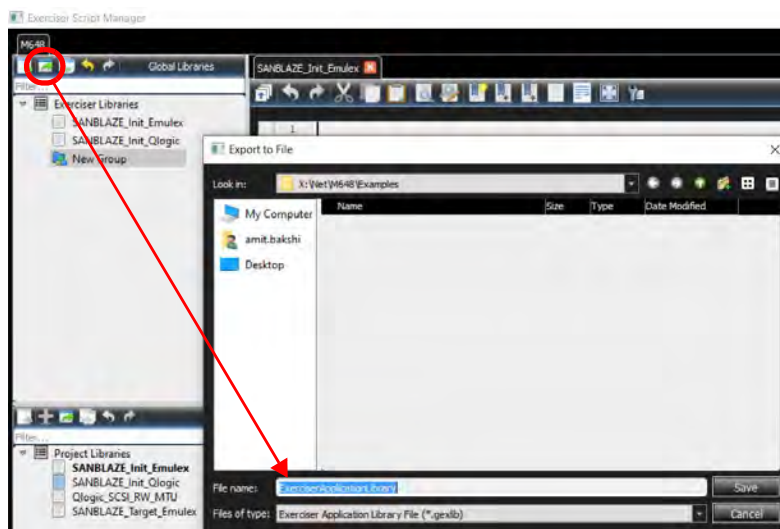 Exerciser Script Manager
M648
Global Libraries
SANBLAZE_Init_Emulex
Filter...
Exerciser Libraries
SANBLAZE_Init_Emulex
SANBLAZE_Init_Qlogic
New Group
1
Export to File
Look in:
X:\Net\M648\Examples
My Computer
amit.bakshi
Desktop
Name
Size
Type
Date Modified
Filter...
Project Libraries
SANBLAZE_Init_Emulex
SANBLAZE_Init_Qlogic
Qlogic_SCSI_RW_MTU
SANBLAZE_Target_Emulex
File name:
ExerciserApplicationLibrary
Save
Files of type:
Exerciser Application Library File (*.gexlib)
Cancel